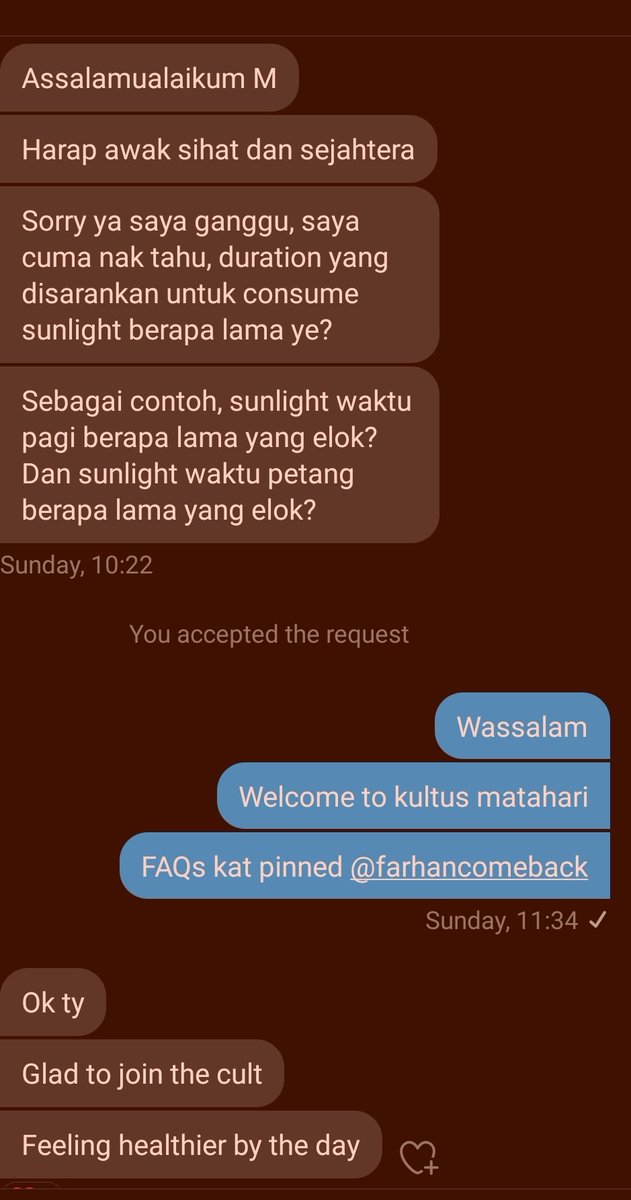 Assalamualaikum M
Harap awak sihat dan sejahtera
Sorry ya saya ganggu, saya
cuma nak tahu, duration yang
disarankan untuk consume
sunlight berapa lama ye?
Sebagai contoh, sunlight waktu
pagi berapa lama yang elok?
Dan sunlight waktu petang
berapa lama yang elok?
Sunday, 10:22
You accepted the request
Wassalam
Welcome to kultus matahari
FAQs kat pinned @farhancomeback
Sunday, 11:34
Ok ty
Glad to join the cult
Feeling healthier by the day